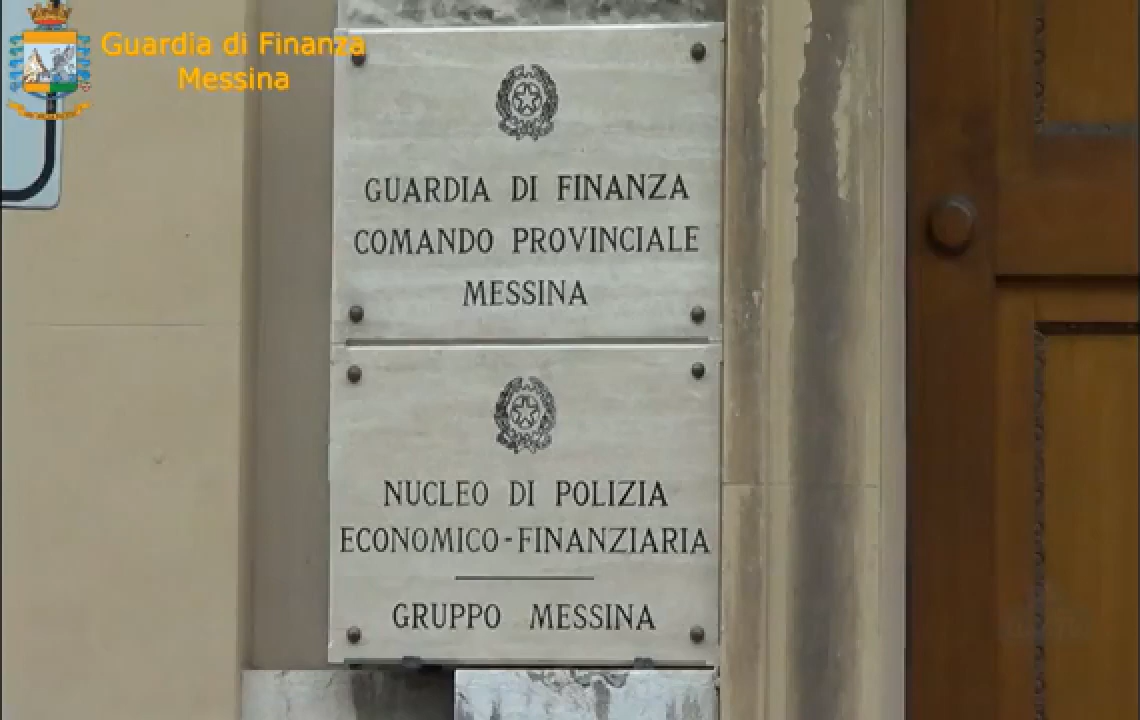 Guardia di Finanza
Messina
GUARDIA DI FINANZA
COMANDO PROVINCIALE
MESSINA
NUCLEO DI POLIZIA
ECONOMICO-FINANZIARIA
GRUPPO MESSINA